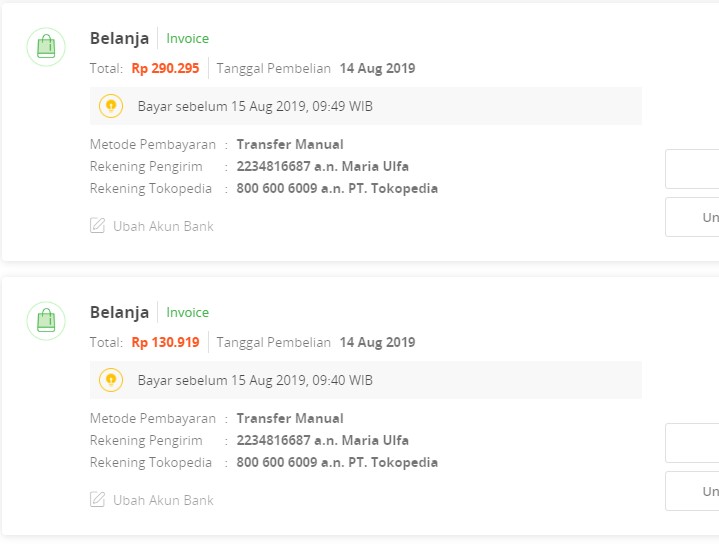 Belanja Invoice
Total: Rp 290.295 Tanggal Pembelian 14 Aug 2019
Bayar sebelum 15 Aug 2019, 09:49 WIB
Metode Pembayaran : Transfer Manual
Rekening Pengirim : 2234816687 a.n. Maria Ulfa
Rekening Tokopedia : 800 600 6009 a.n. PT. Tokopedia
Un
Ubah Akun Bank
Belanja Invoice
Total: Rp 130.919 Tanggal Pembelian 14 Aug 2019
Bayar sebelum 15 Aug 2019, 09:40 WIB
Metode Pembayaran : Transfer Manual
Rekening Pengirim : 2234816687 a.n. Maria Ulfa
Rekening Tokopedia : 800 600 6009 a.n. PT. Tokopedia
Un
Ubah Akun Bank